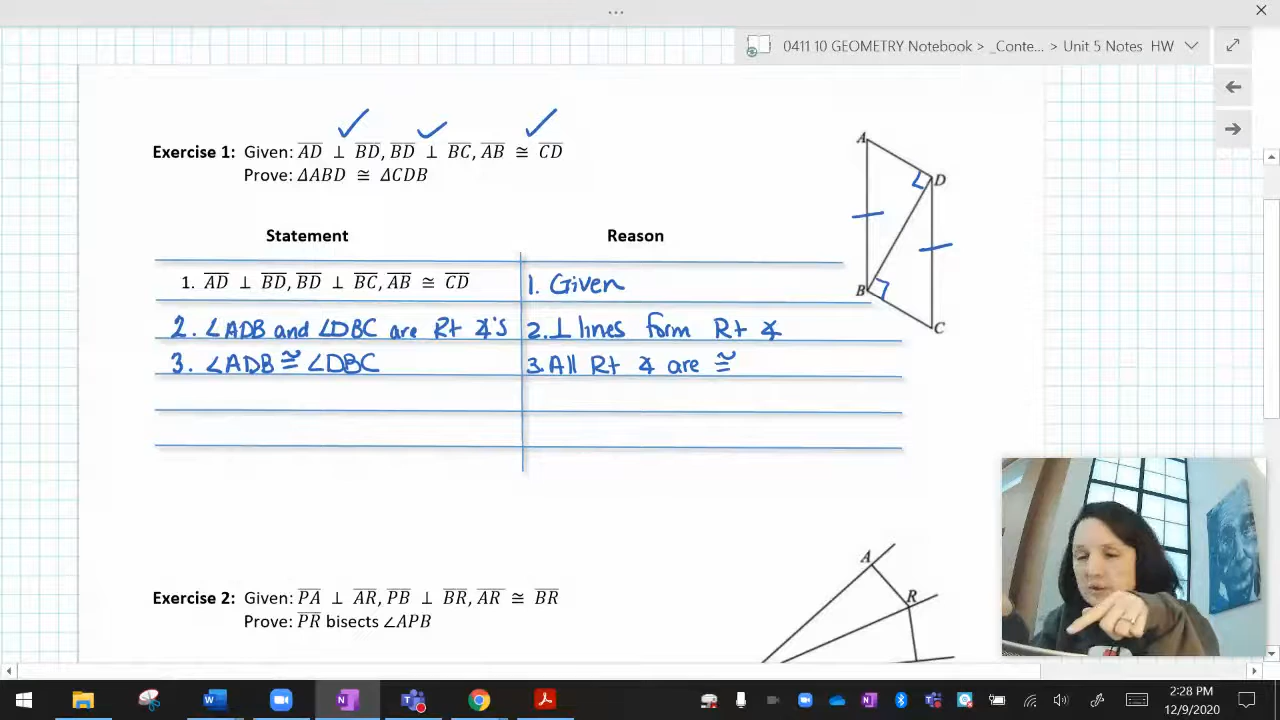 0411 10 GEOMETRY Notebook > _Conte... > Unit 5 Notes HW
Exercise 1: Given: AD ⊥ BD, BD ⊥ BC, AB ≅ CD
Prove: ΔABD ≅ ΔCDB
Statement Reason
1. AD ⊥ BD, BD ⊥ BC, AB ≅ CD 1. Given
2. ∠ADB and ∠DBC are Rt ∡'s 2. ⊥ lines form Rt ∡
3. ∠ADB ≅ ∠DBC 3. All Rt ∡ are ≅
A
D
B
C
Exercise 2: Given: PA ⊥ AR, PB ⊥ BR, AR ≅ BR
Prove: PR bisects ∠APB
A
R
2:28 PM
12/9/2020